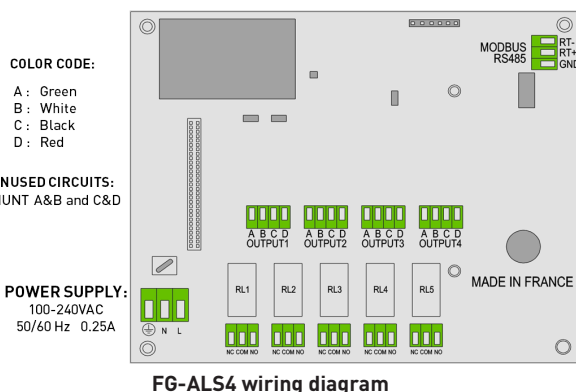 COLOR CODE:
A : Green
B : White
C : Black
D : Red
NUSED CIRCUITS:
HUNT A&B and C&D
POWER SUPPLY:
100-240VAC
50/60 Hz 0.25A
MODBUS
RS485
RT-
RT+
GND
A B C D
OUTPUT1
A B C D
OUTPUT2
A B C D
OUTPUT3
A B C D
OUTPUT4
MADE IN FRANCE
RL1
RL2
RL3
RL4
RL5
N L
NC COM NO
NC COM NO
NC COM NO
NC COM NO
NC COM NO
FG-ALS4 wiring diagram